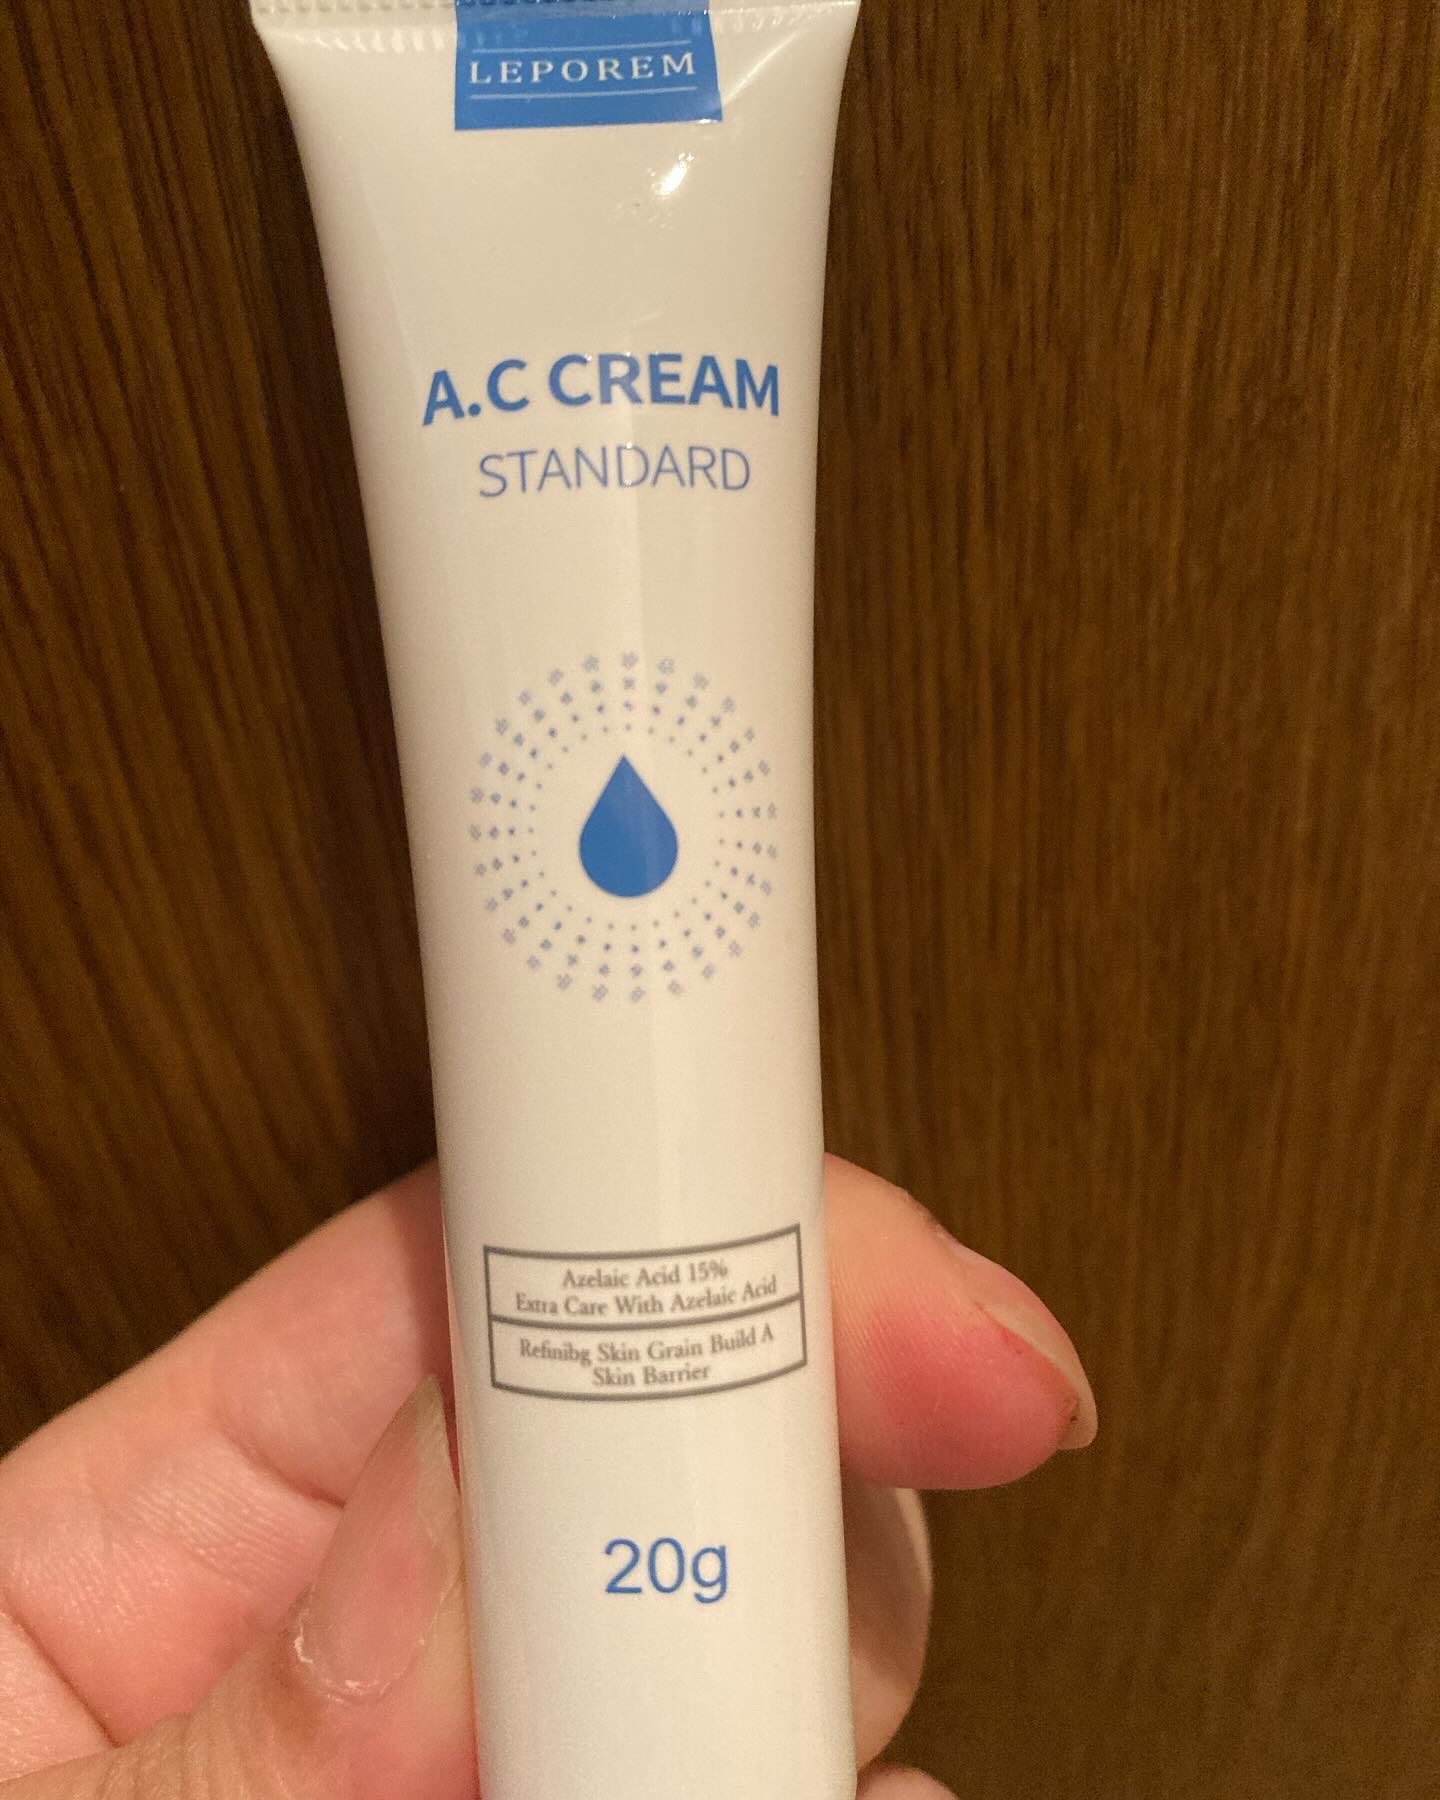 LEPOREM
A.C CREAM
STANDARD
Azelaic Acid 15%
Extra Care With Azelaic Acid
Refinibg Skin Grain Build A
Skin Barrier
20g